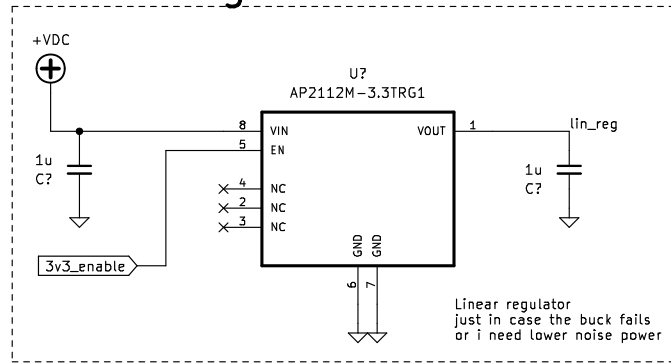 +VDC
U?
AP2112M-3.3TRG1
8
VIN
VOUT
1
lin_reg
5
EN
1u
C?
1u
C?
4
NC
2
NC
3
NC
3v3_enable
GND
GND
6
7
Linear regulator
just in case the buck fails
or i need lower noise power